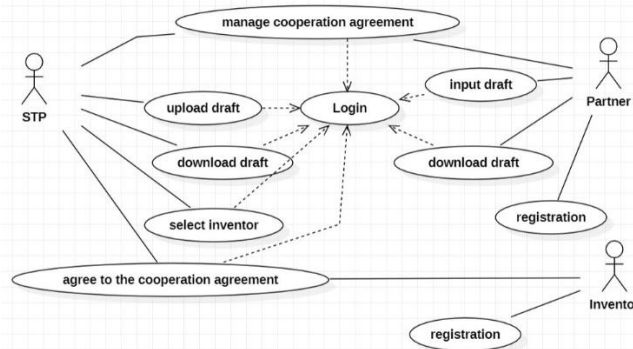 manage cooperation agreement
STP
Partner
upload draft
Login
input draft
download draft
download draft
select inventor
registration
agree to the cooperation agreement
Invento
registration